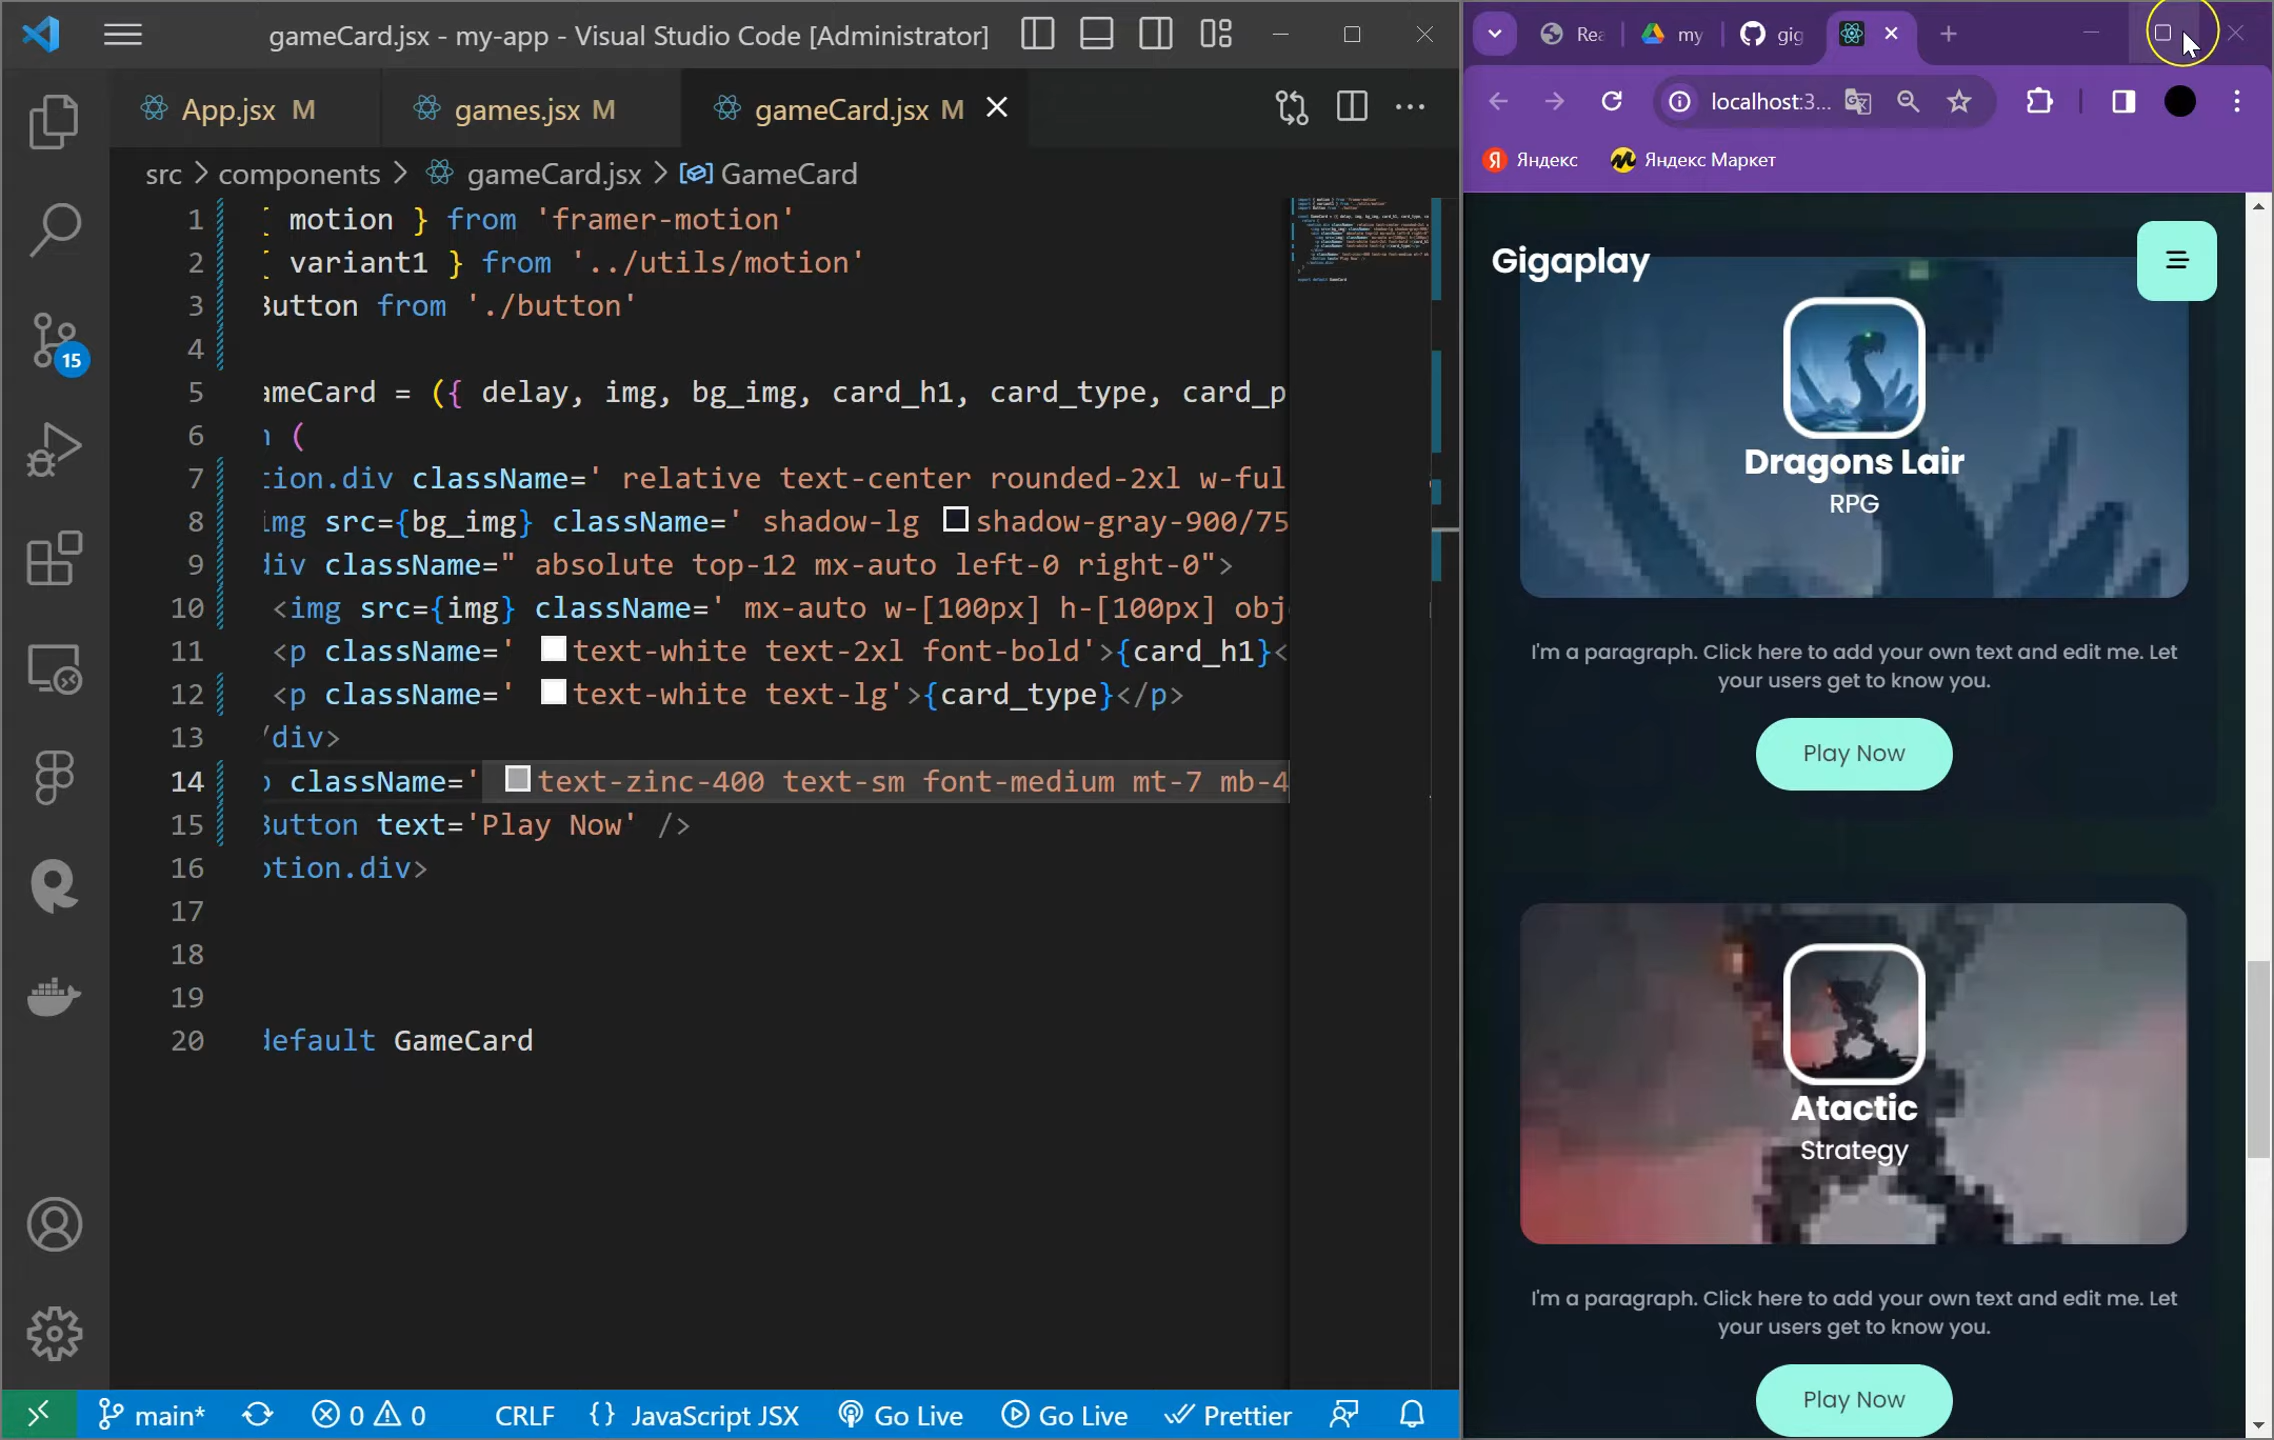 gameCard.jsx - my-app - Visual Studio Code [Administrator]
App.jsx M
games.jsx M
gameCard.jsx M
src > components > gameCard.jsx > GameCard
1 { motion } from 'framer-motion'
2 { variant1 } from '../utils/motion'
3 Button from './button'
4
5 ameCard = ({ delay, img, bg_img, card_h1, card_type, card_p
6 n (
7 tion.div className=' relative text-center rounded-2xl w-ful
8 img src={bg_img} className=' shadow-lg shadow-gray-900/75
9 div className=" absolute top-12 mx-auto left-0 right-0">
10 <img src={img} className=' mx-auto w-[100px] h-[100px] obj
11 <p className=' text-white text-2xl font-bold'>{card_h1}<
12 <p className=' text-white text-lg'>{card_type}</p>
13 /div>
14 p className=' text-zinc-400 text-sm font-medium mt-7 mb-4
15 Button text='Play Now' />
16 otion.div>
17
18
19
20 default GameCard
15
main* 0 0 CRLF {} JavaScript JSX Go Live Go Live Prettier
Rea
my
gig
localhost:3...
Яндекс
Яндекс Маркет
Gigaplay
Dragons Lair
RPG
I'm a paragraph. Click here to add your own text and edit me. Let
your users get to know you.
Play Now
Atactic
Strategy
I'm a paragraph. Click here to add your own text and edit me. Let
your users get to know you.
Play Now